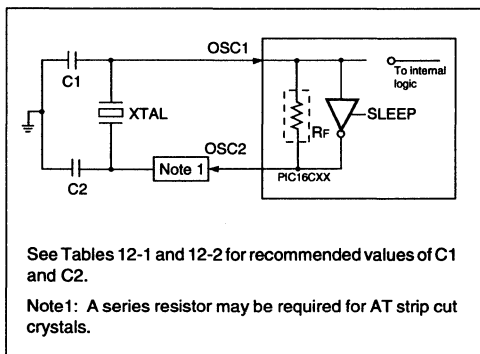 OSC1
C1
To internal
logic
XTAL
SLEEP
RF
OSC2
Note 1
PIC16CXX
C2
See Tables 12-1 and 12-2 for recommended values of C1
and C2.
Note1: A series resistor may be required for AT strip cut
crystals.